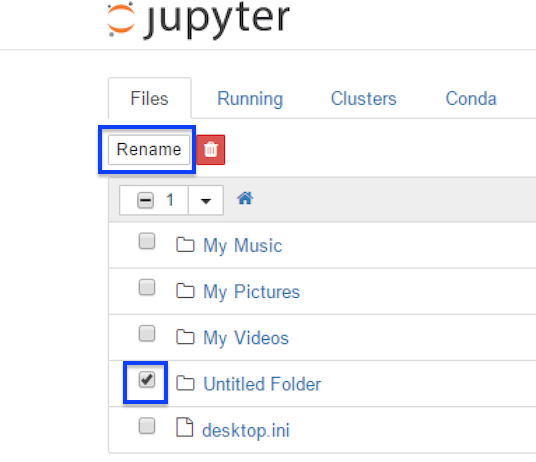 jupyter
Files Running Clusters Conda
Rename
1
My Music
My Pictures
My Videos
Untitled Folder
desktop.ini